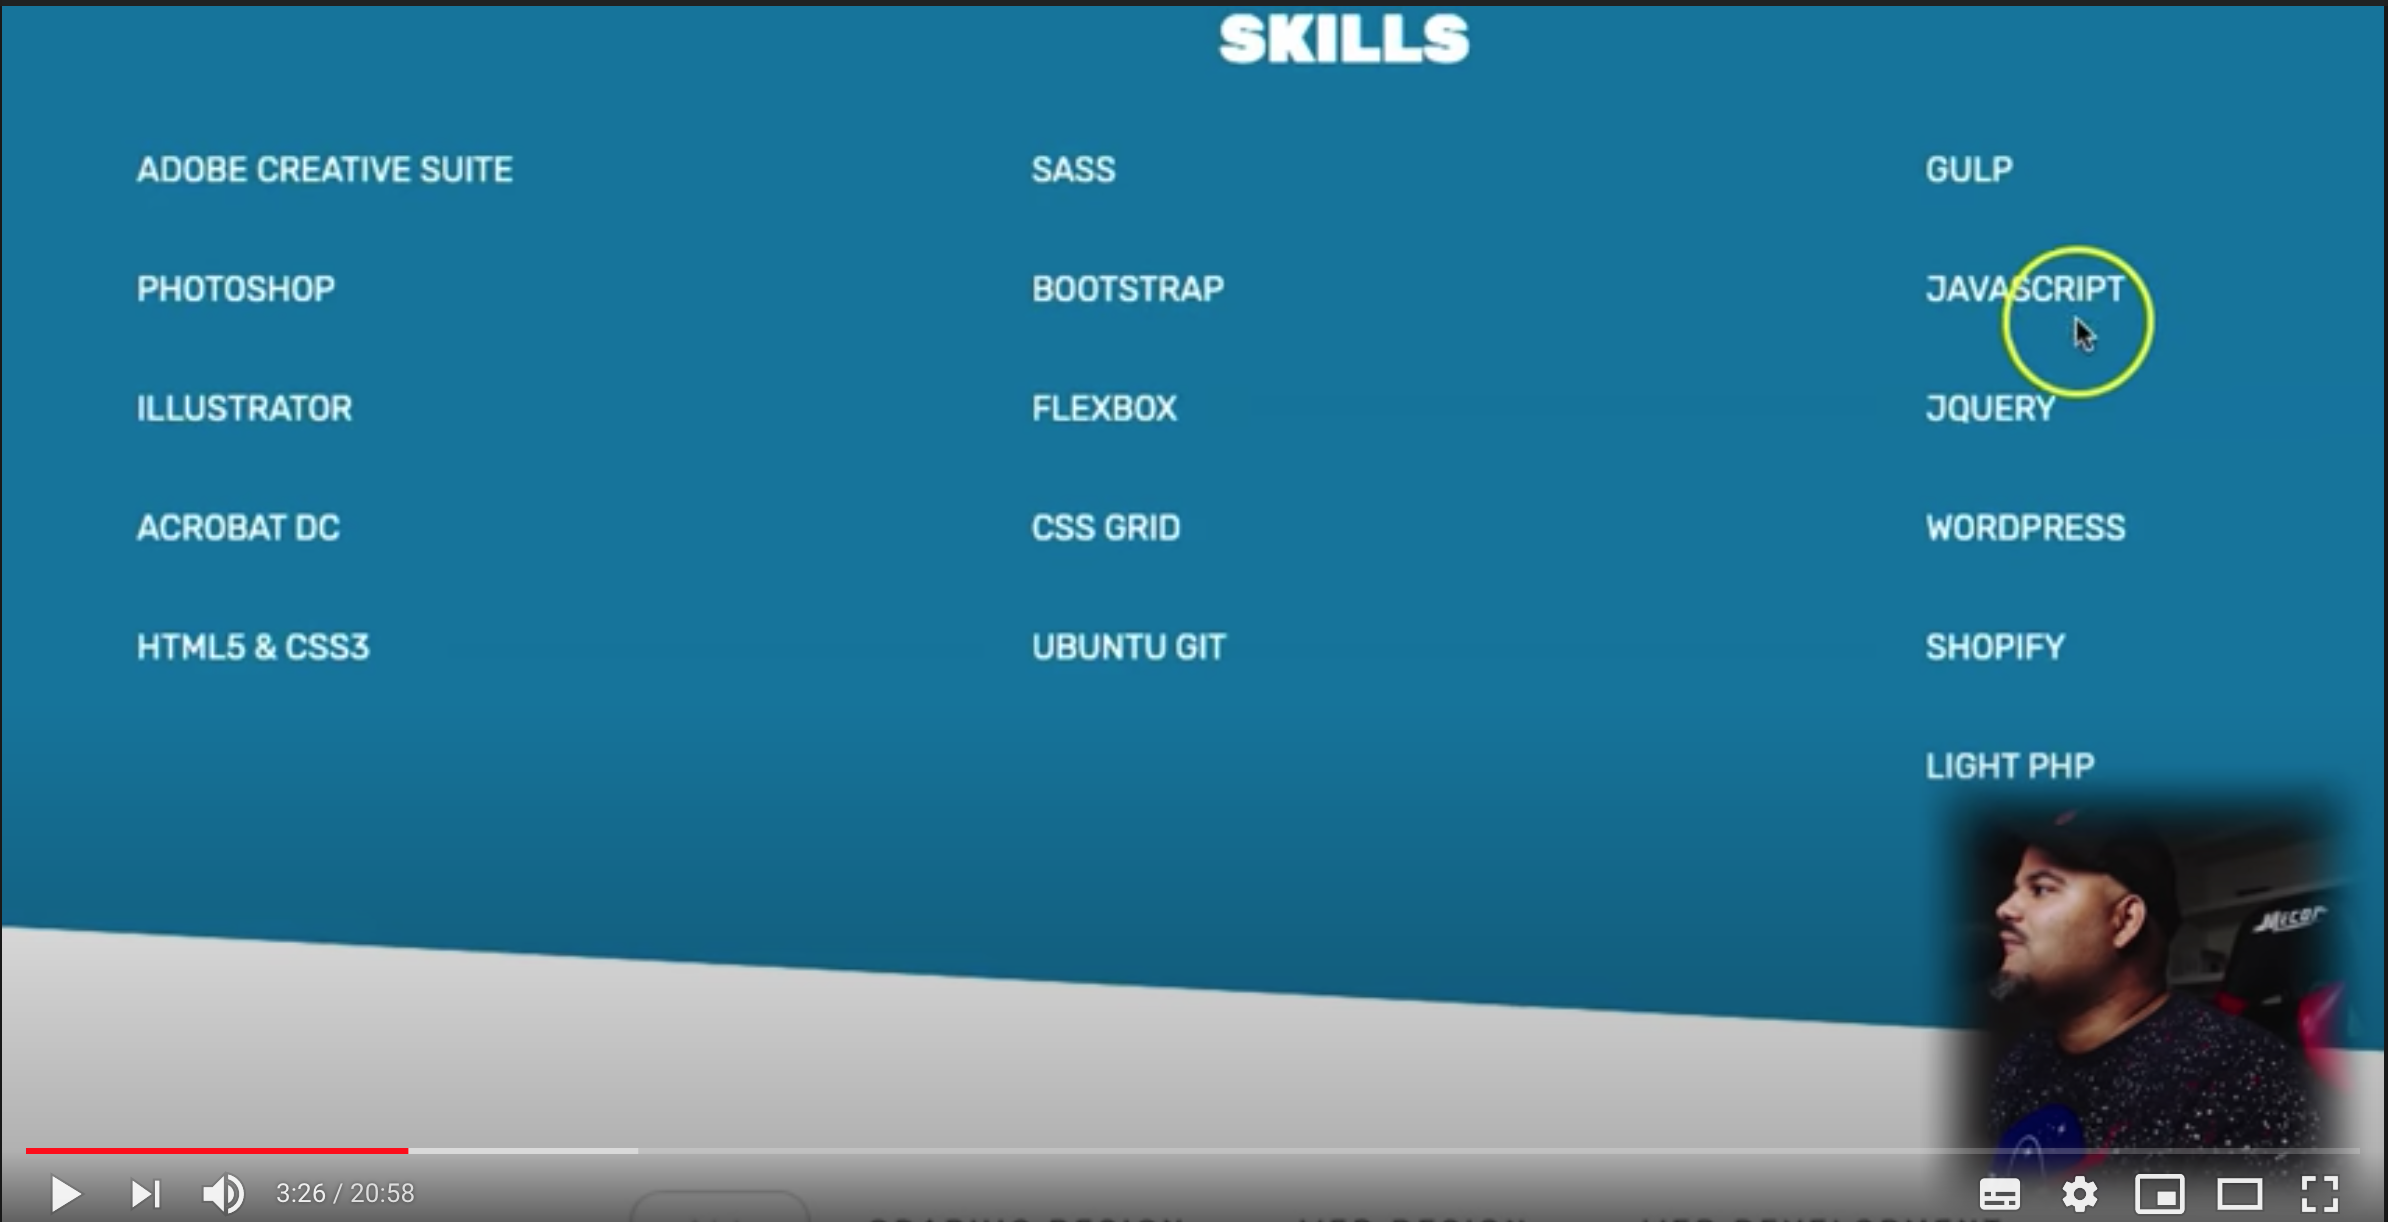 SKILLS
ADOBE CREATIVE SUITE
PHOTOSHOP
ILLUSTRATOR
ACROBAT DC
HTML5 & CSS3
SASS
BOOTSTRAP
FLEXBOX
CSS GRID
UBUNTU GIT
GULP
JAVASCRIPT
JQUERY
WORDPRESS
SHOPIFY
LIGHT PHP
3:26 / 20:58